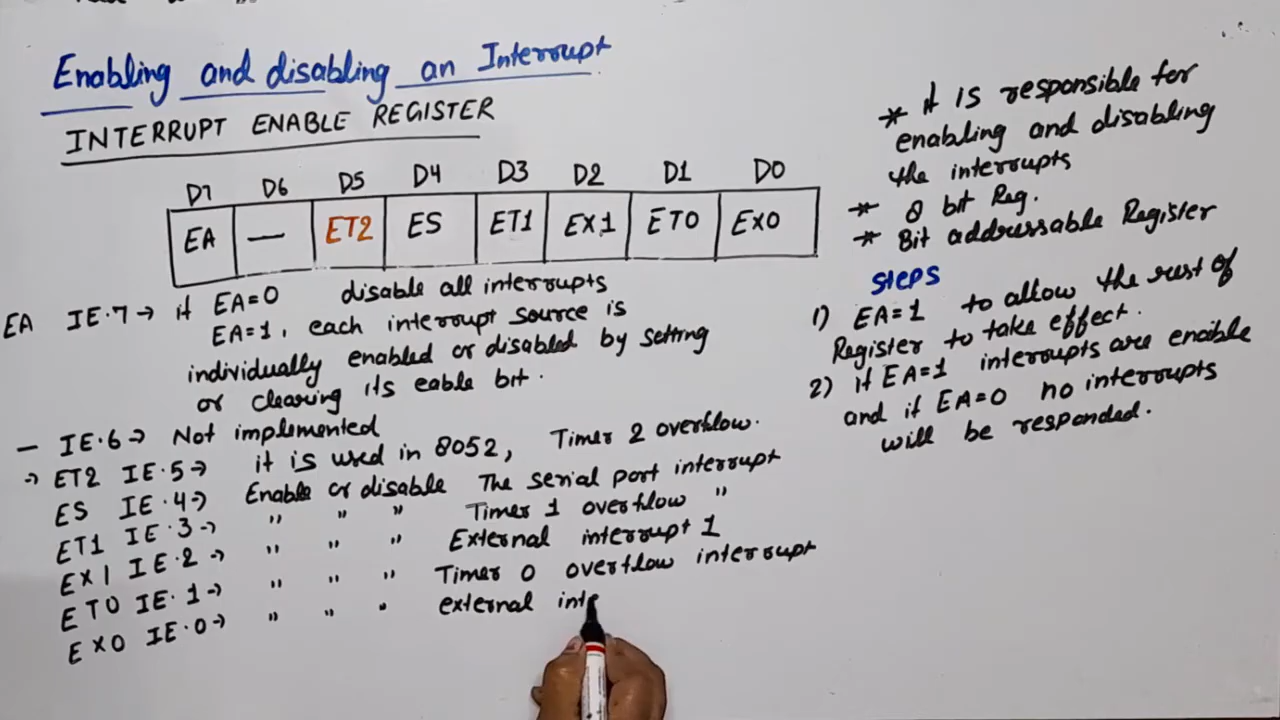 Enabling and disabling an Interrupt
INTERRUPT ENABLE REGISTER
D7 D6 D5 D4 D3 D2 D1 D0
EA — ET2 ES ET1 EX1 ET0 EX0
EA IE.7→ if EA=0 disable all interrupts
EA=1, each interrupt source is
individually enabled or disabled by setting
or clearing its eable bit.
— IE.6→ Not implemented
→ ET2 IE.5→ it is used in 8052, Timer 2 overflow.
ES IE.4→ Enable or disable The serial port interrupt
ET1 IE.3→ " " " Timer 1 overflow "
EX1 IE.2→ " " " External interrupt 1
ET0 IE.1→ " " " Timer 0 overflow interrupt
EX0 IE.0→ " " " external inte
* it is responsible for
enabling and disabling
the interrupts
* 8 bit Reg.
* Bit addressable Register
Steps
1) EA=1 to allow the rest of
Register to take effect.
2) if EA=1 interrupts are enable
and if EA=0 no interrupts
will be responded.